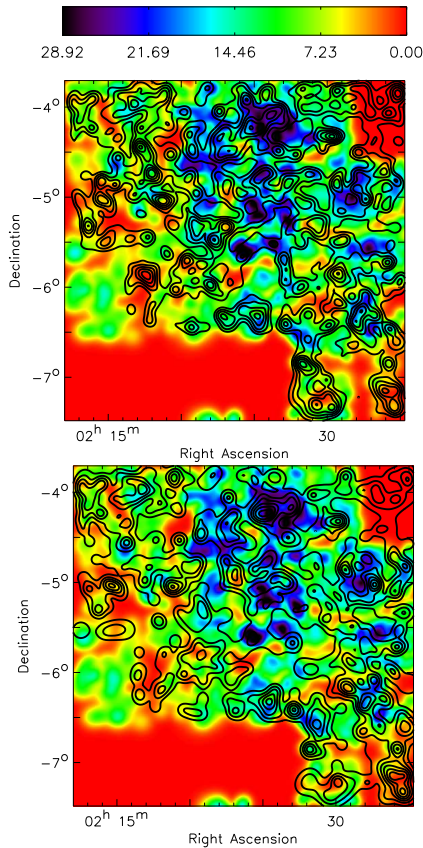 28.92 21.69 14.46 7.23 0.00
−4°
−5°
−6°
−7°
Declination
02ʰ 15ᵐ 30
Right Ascension
−4°
−5°
−6°
−7°
Declination
02ʰ 15ᵐ 30
Right Ascension